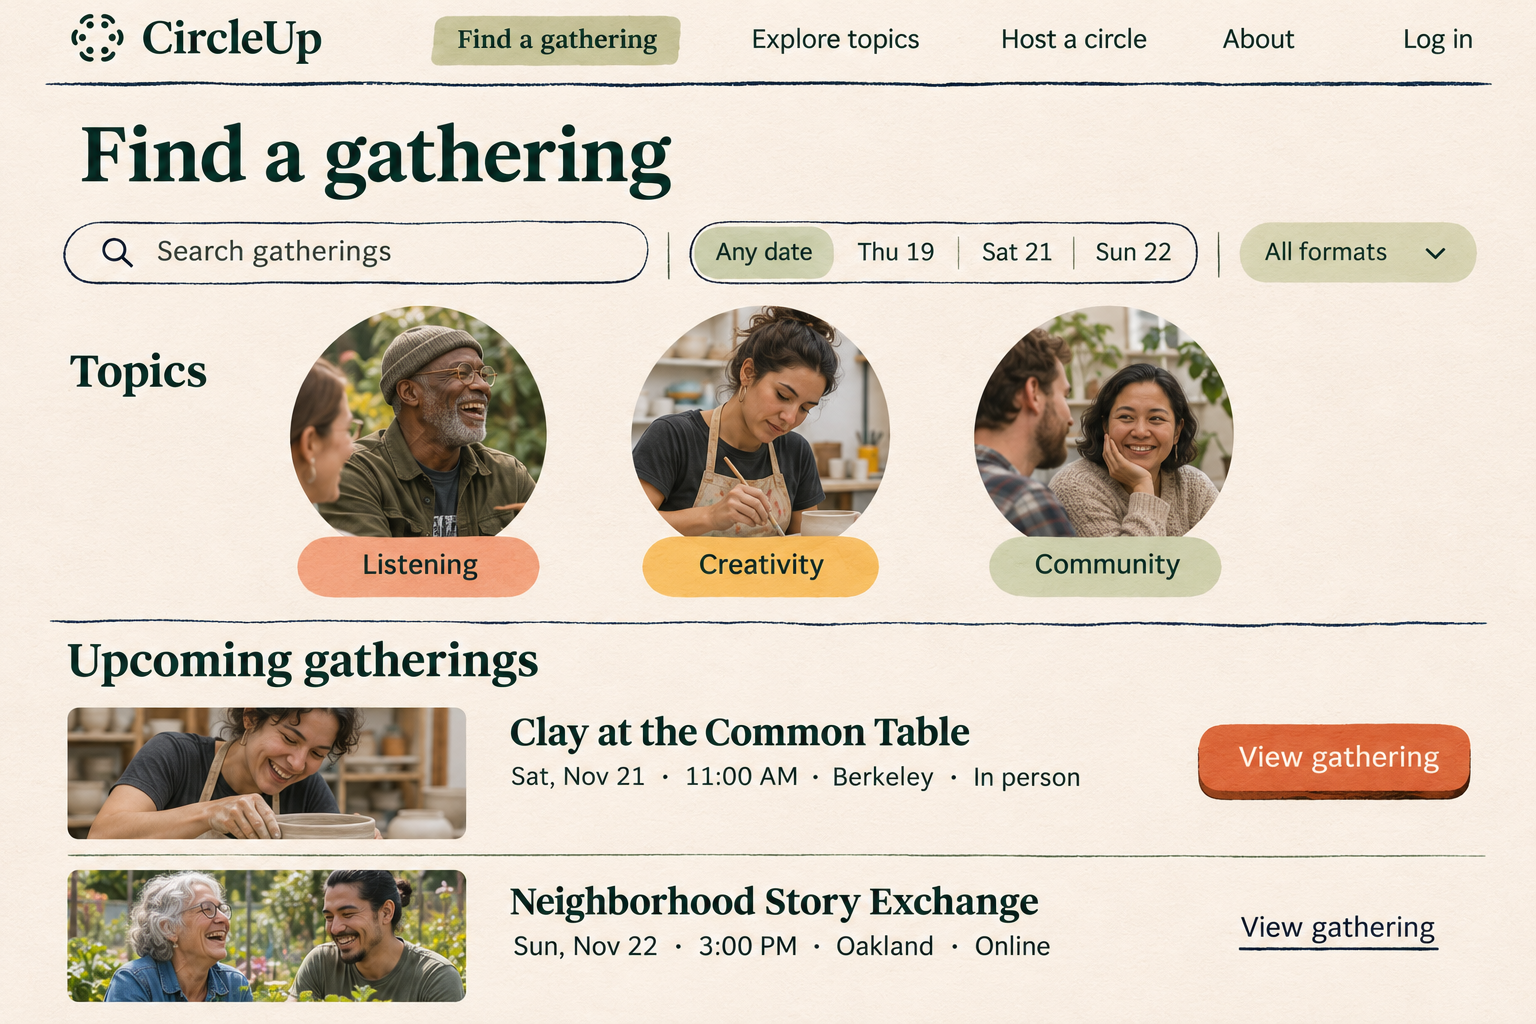 CircleUp
Find a gathering
Explore topics
Host a circle
About
Log in
Find a gathering
Search gatherings
Any date
Thu 19
Sat 21
Sun 22
All formats
Topics
Listening
Creativity
Community
Upcoming gatherings
Clay at the Common Table
Sat, Nov 21 · 11:00 AM · Berkeley · In person
View gathering
Neighborhood Story Exchange
Sun, Nov 22 · 3:00 PM · Oakland · Online
View gathering